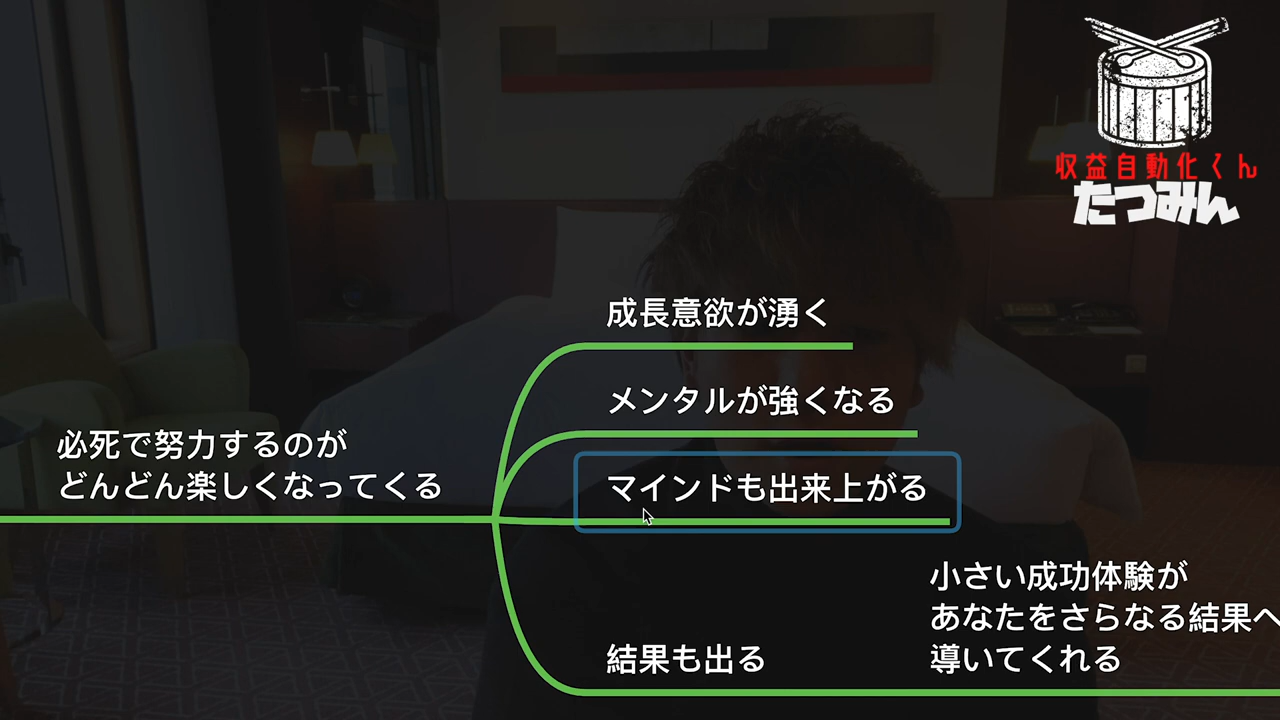 収益自動化くん
たつみん
成長意欲が湧く
メンタルが強くなる
必死で努力するのが
どんどん楽しくなってくる
マインドも出来上がる
小さい成功体験が
あなたをさらなる結果へ
導いてくれる
結果も出る